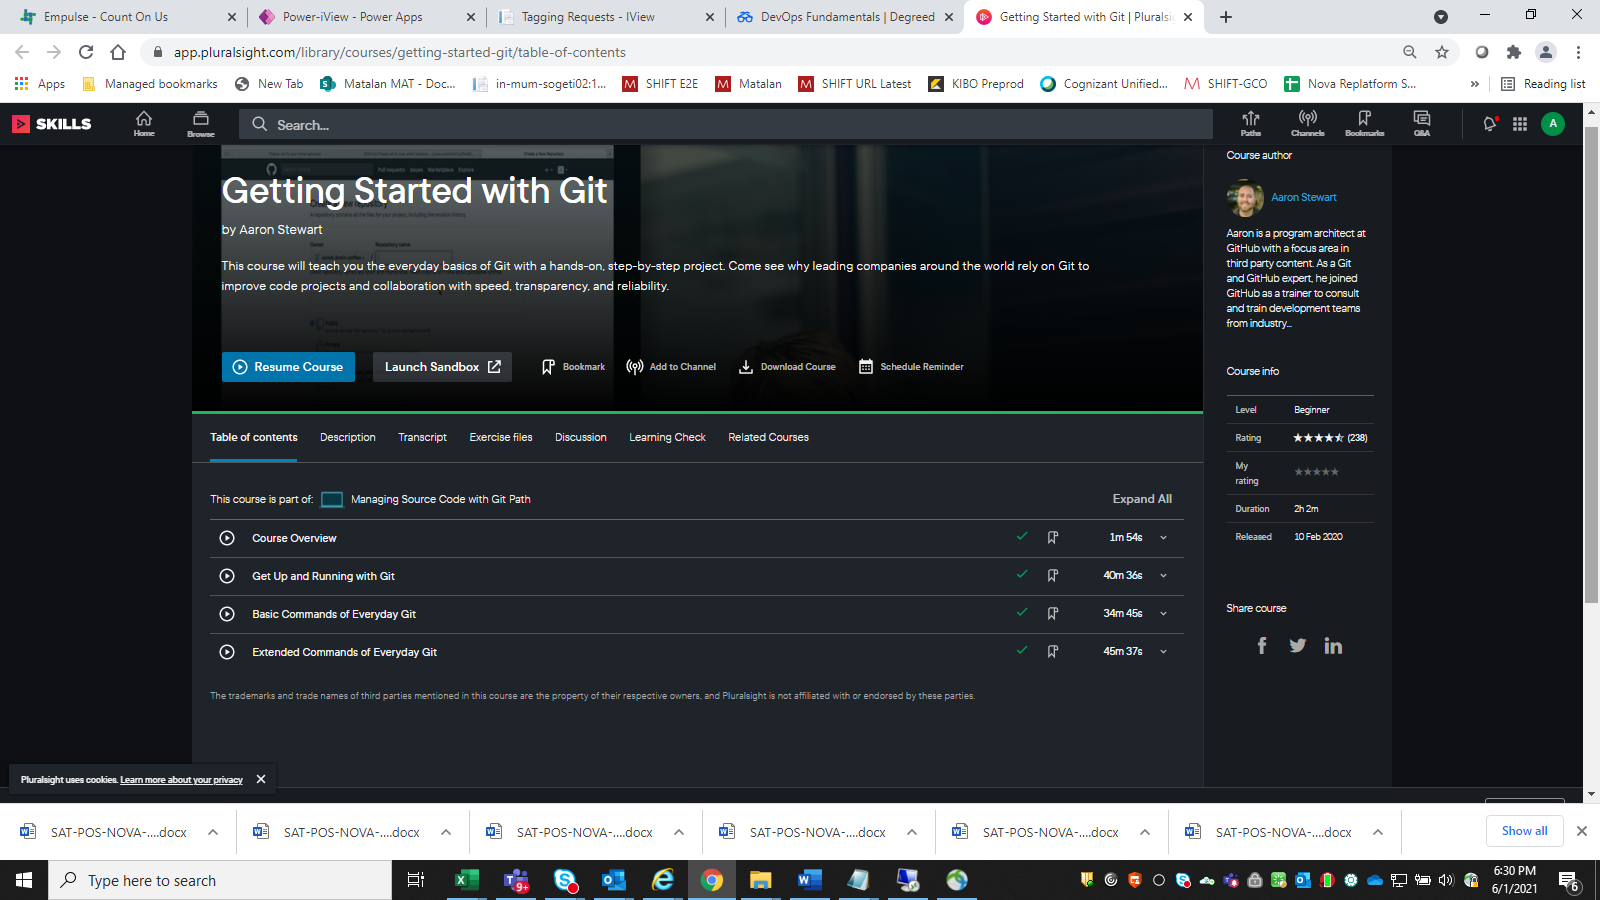 Empulse - Count On Us
Power-iView - Power Apps
Tagging Requests - IView
DevOps Fundamentals | Degreed
Getting Started with Git | Plurals
app.pluralsight.com/library/courses/getting-started-git/table-of-contents
Apps
Managed bookmarks
New Tab
Matalan MAT - Doc...
in-mum-sogeti02:1...
SHIFT E2E
Matalan
SHIFT URL Latest
KIBO Preprod
Cognizant Unified...
SHIFT-GCO
Nova Replatform S...
»
Reading list
SKILLS
Home
Browse
Search...
Paths
Channels
Bookmarks
Q&A
A
Getting Started with Git
by Aaron Stewart
This course will teach you the everyday basics of Git with a hands-on, step-by-step project. Come see why leading companies around the world rely on Git to
improve code projects and collaboration with speed, transparency, and reliability.
Resume Course
Launch Sandbox
Bookmark
Add to Channel
Download Course
Schedule Reminder
Course author
Aaron Stewart
Aaron is a program architect at
GitHub with a focus area in
third party content. As a Git
and GitHub expert, he joined
GitHub as a trainer to consult
and train development teams
from industry...
Course info
Level Beginner
Rating (238)
My
rating
Duration 2h 2m
Released 10 Feb 2020
Share course
Table of contents
Description
Transcript
Exercise files
Discussion
Learning Check
Related Courses
This course is part of: Managing Source Code with Git Path
Expand All
Course Overview 1m 54s
Get Up and Running with Git 40m 36s
Basic Commands of Everyday Git 34m 45s
Extended Commands of Everyday Git 45m 37s
The trademarks and trade names of third parties mentioned in this course are the property of their respective owners, and Pluralsight is not affiliated with or endorsed by these parties.
Pluralsight uses cookies. Learn more about your privacy
SAT-POS-NOVA-....docx
SAT-POS-NOVA-....docx
SAT-POS-NOVA-....docx
SAT-POS-NOVA-....docx
SAT-POS-NOVA-....docx
SAT-POS-NOVA-....docx
Show all
Type here to search
9+
6:30 PM
6/1/2021
6